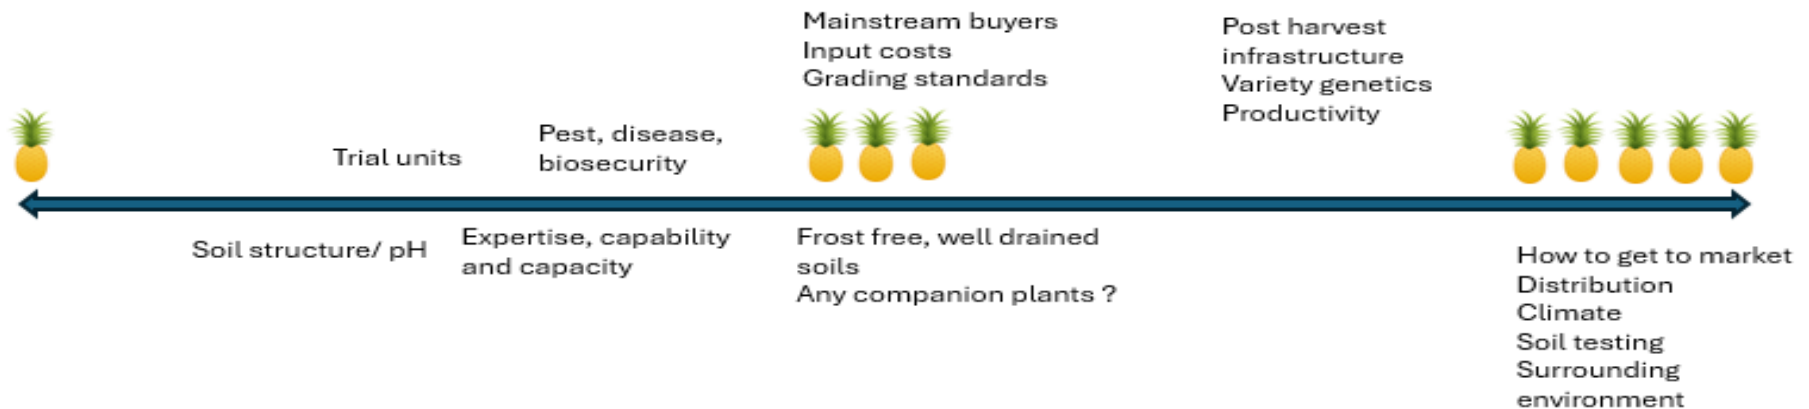 Mainstream buyers
Input costs
Grading standards
Post harvest
infrastructure
Variety genetics
Productivity
Trial units
Pest, disease,
biosecurity
Soil structure/ pH
Expertise, capability
and capacity
Frost free, well drained
soils
Any companion plants ?
How to get to market
Distribution
Climate
Soil testing
Surrounding
environment